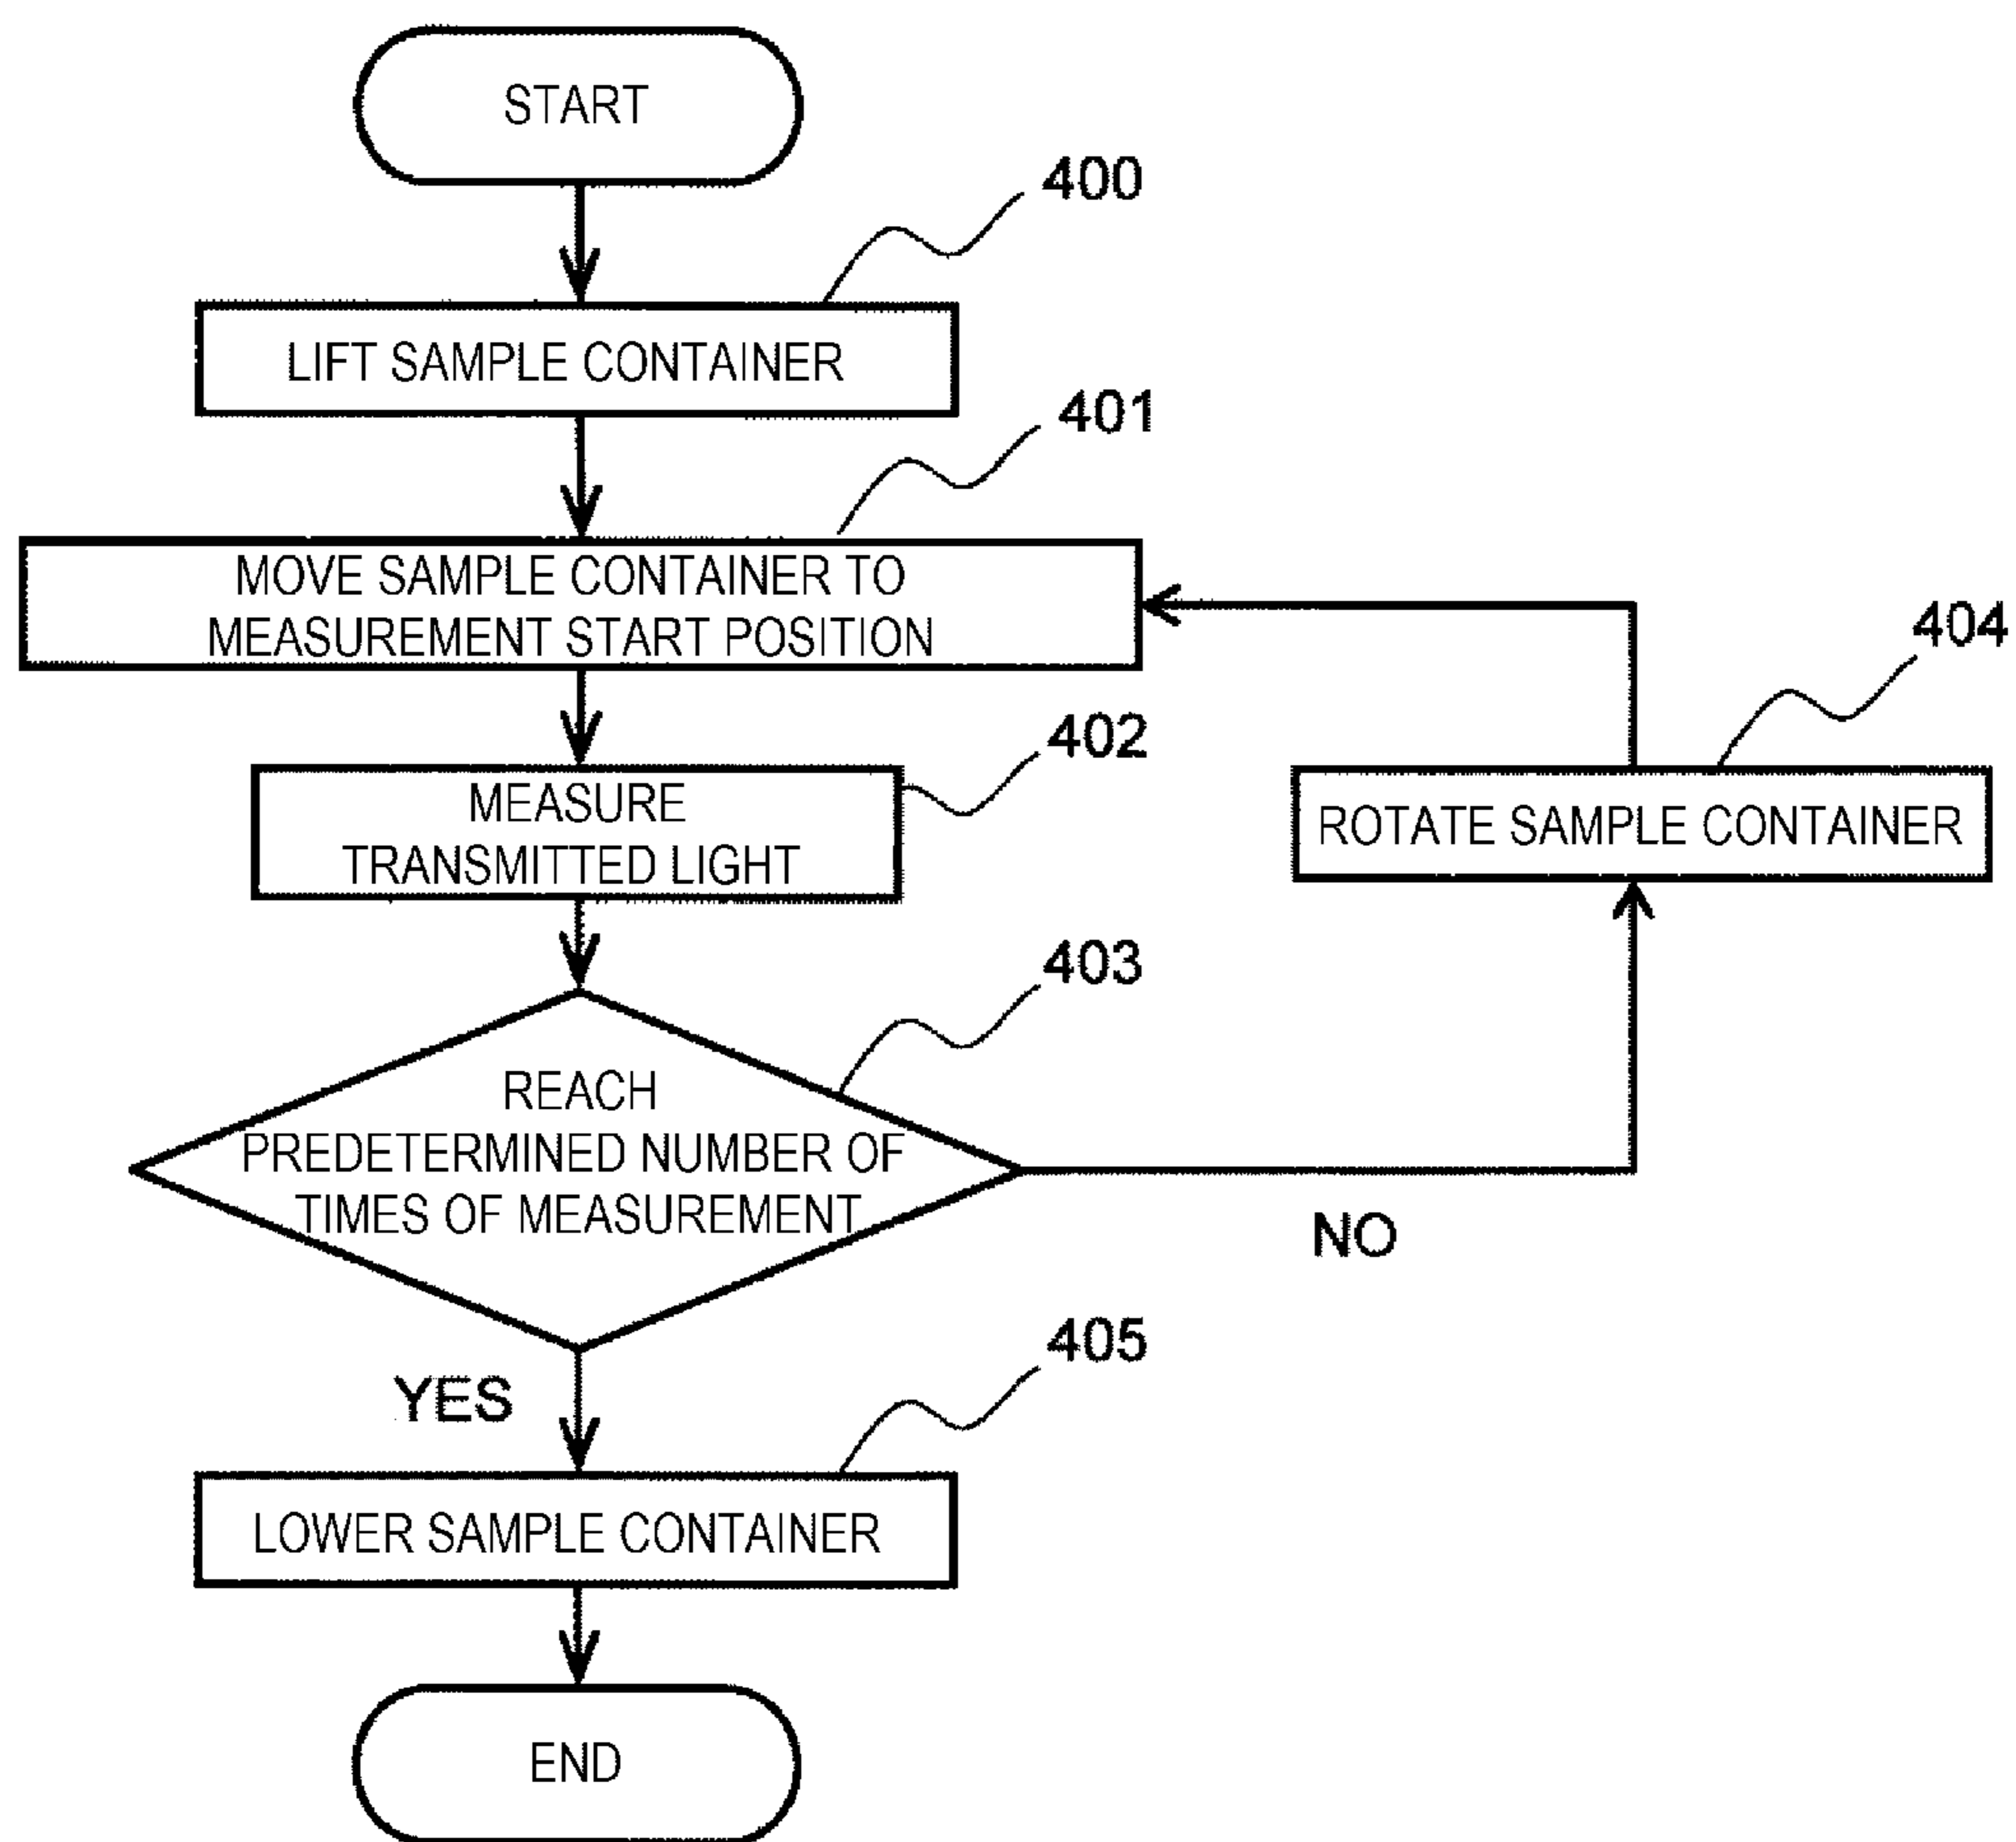 START
400
LIFT SAMPLE CONTAINER
401
MOVE SAMPLE CONTAINER TO
MEASUREMENT START POSITION
402
MEASURE
TRANSMITTED LIGHT
404
ROTATE SAMPLE CONTAINER
403
REACH
PREDETERMINED NUMBER OF
TIMES OF MEASUREMENT
NO
YES
405
LOWER SAMPLE CONTAINER
END